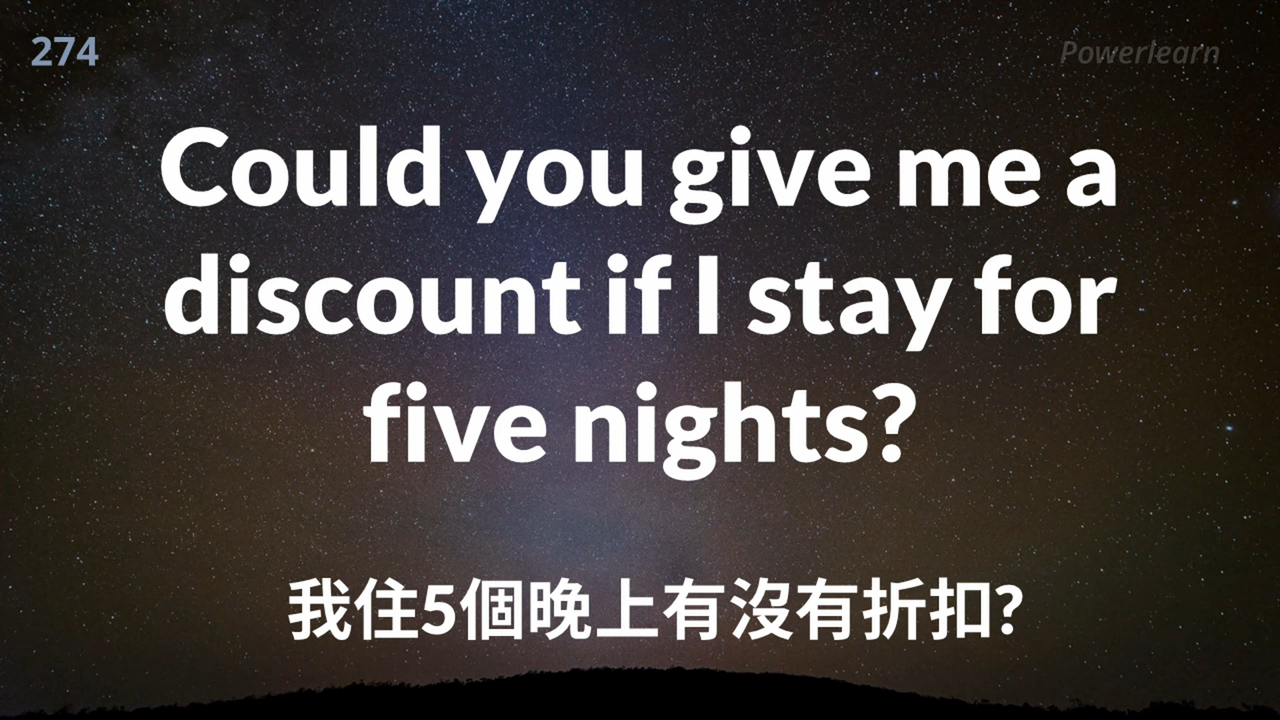 274
Powerlearn
Could you give me a
discount if I stay for
five nights?
我住5個晚上有沒有折扣?